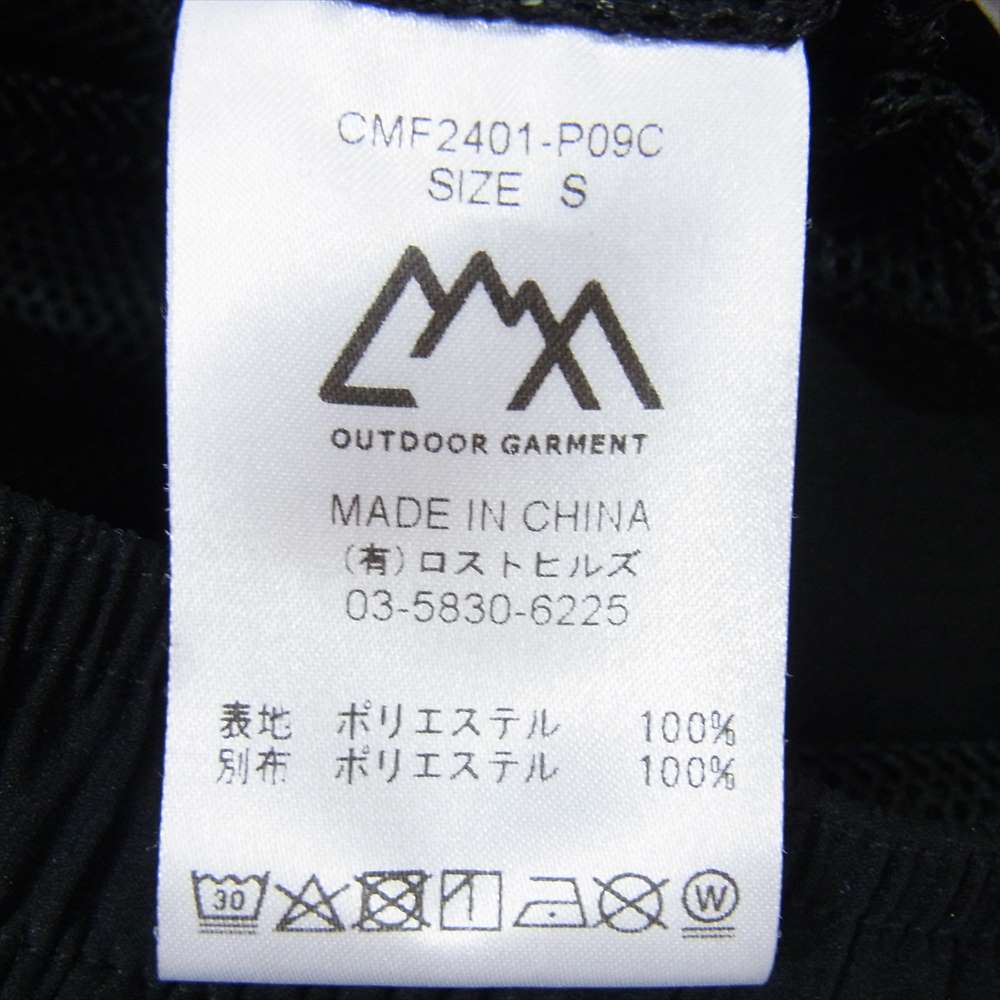 CMF2401-P09C
SIZE S
OUTDOOR GARMENT
MADE IN CHINA
(有)ロストヒルズ
03-5830-6225
表地 ポリエステル 100%
別布 ポリエステル 100%
30 W